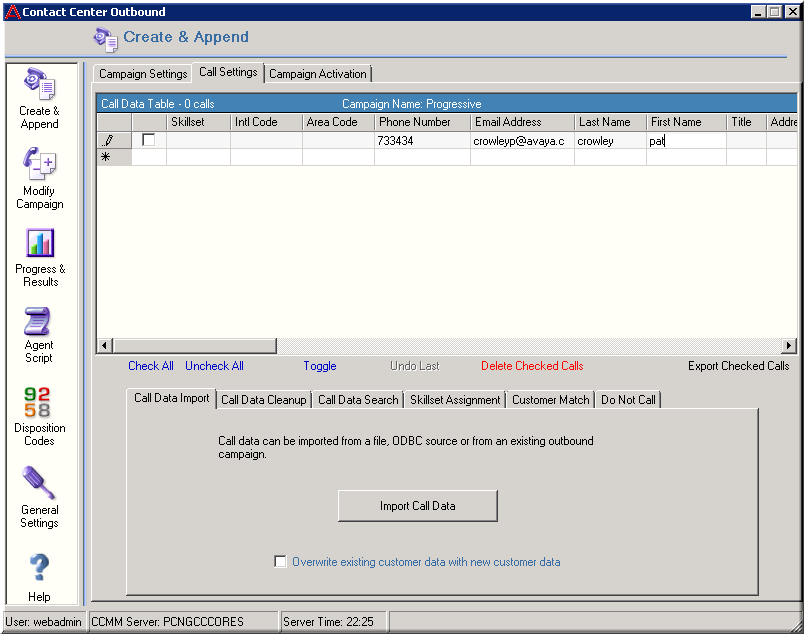 Contact Center Outbound
Create & Append
Create &
Append
Modify
Campaign
Progress &
Results
Agent
Script
92
58
Disposition
Codes
General
Settings
?
Help
Campaign Settings Call Settings Campaign Activation
Call Data Table - 0 calls Campaign Name: Progressive
Skillset Intl Code Area Code Phone Number Email Address Last Name First Name Title Addre
733434 crowleyp@avaya.c crowley pat
*
Check All Uncheck All Toggle Undo Last Delete Checked Calls Export Checked Calls
Call Data Import Call Data Cleanup Call Data Search Skillset Assignment Customer Match Do Not Call
Call data can be imported from a file, ODBC source or from an existing outbound
campaign.
Import Call Data
Overwrite existing customer data with new customer data
User: webadmin CCMM Server: PCNGCCCORES Server Time: 22:25